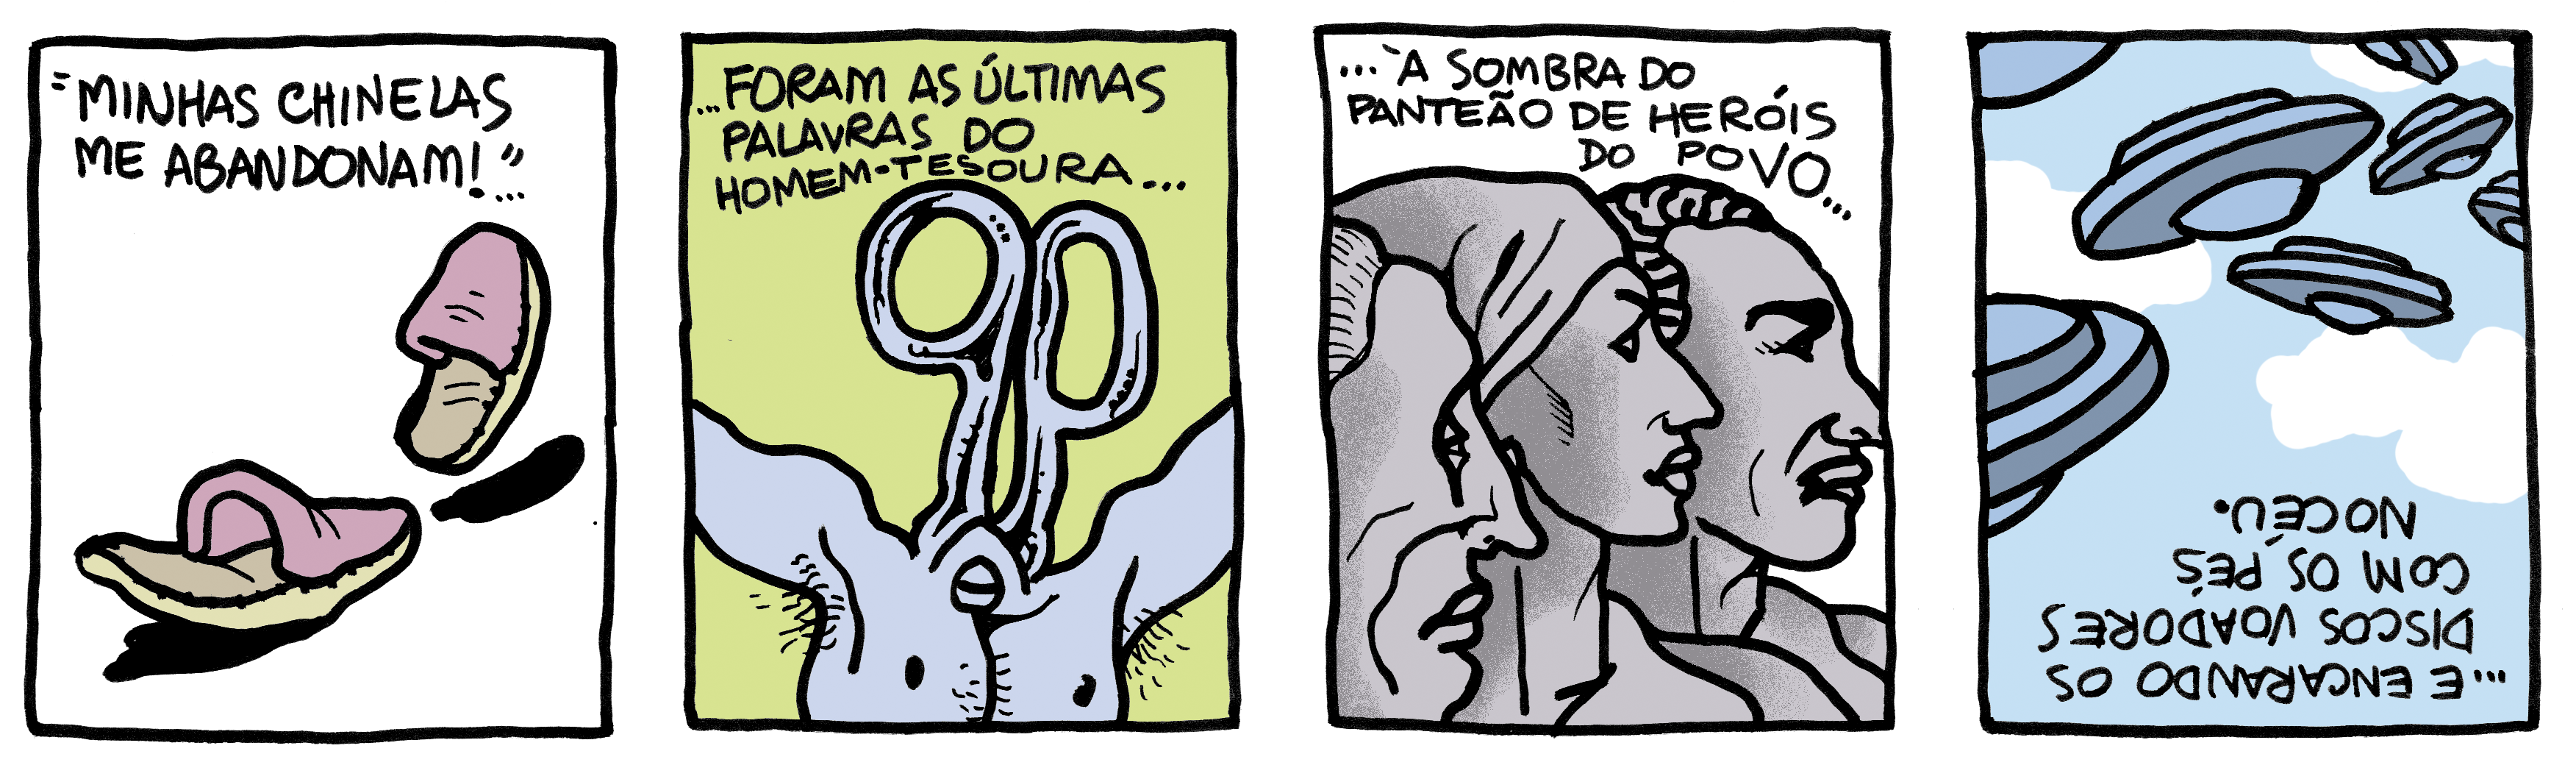 "MINHAS CHINELAS
ME ABANDONAM!"...
...FORAM AS ÚLTIMAS
PALAVRAS DO
HOMEM-TESOURA...
...À SOMBRA DO
PANTEÃO DE HERÓIS
DO POVO...
...E ENCARANDO OS
DISCOS VOADORES
COM OS PÉS
NO CÉU.